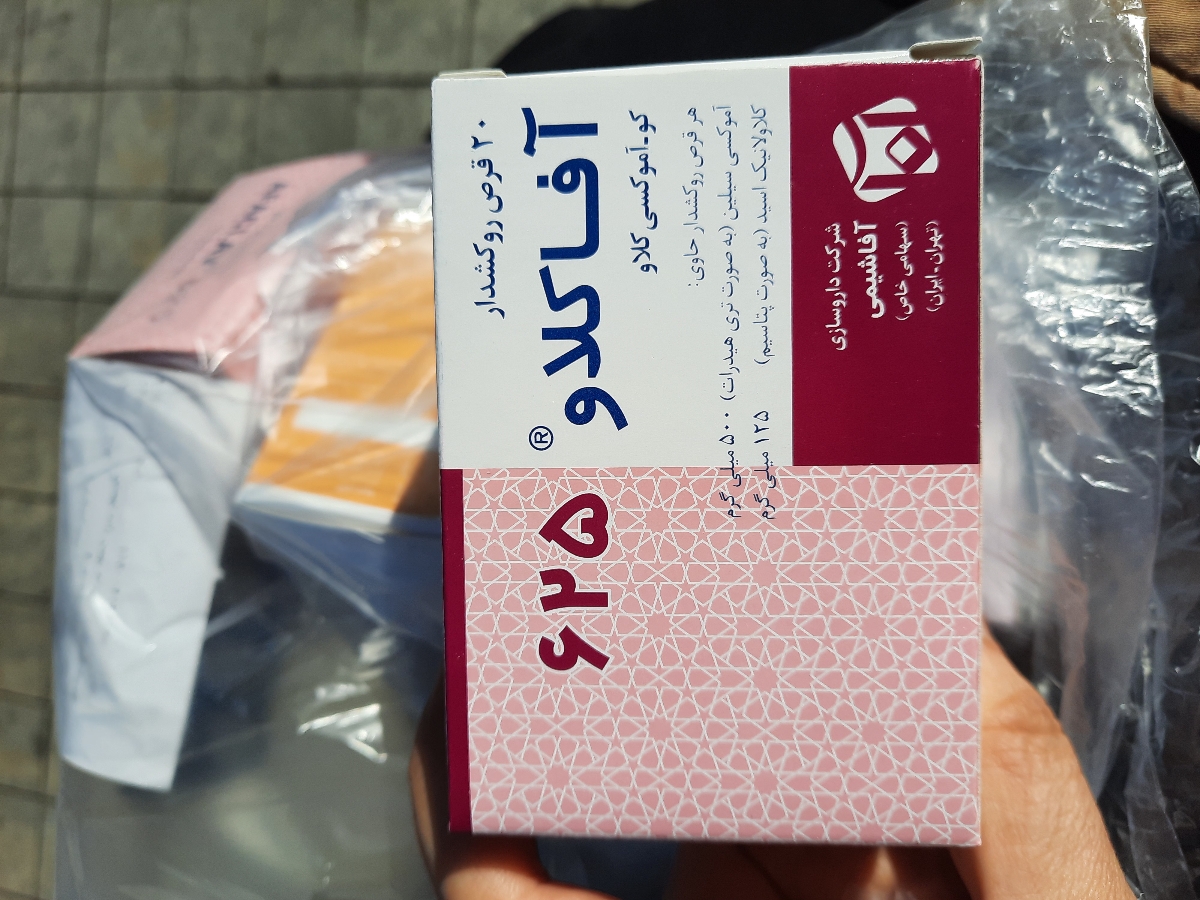 ۲۰ قرص روکشدار
آفاکلاو®
۶۲۵
کو-آموکسی کلاو
هر قرص روکشدار حاوی:
آموکسی سیلین (به صورت تری هیدرات) ۵۰۰ میلی گرم
کلاولانیک اسید (به صورت پتاسیم) ۱۲۵ میلی گرم
شرکت داروسازی
آفاشیمی
(سهامی خاص)
(تهران - ایران)